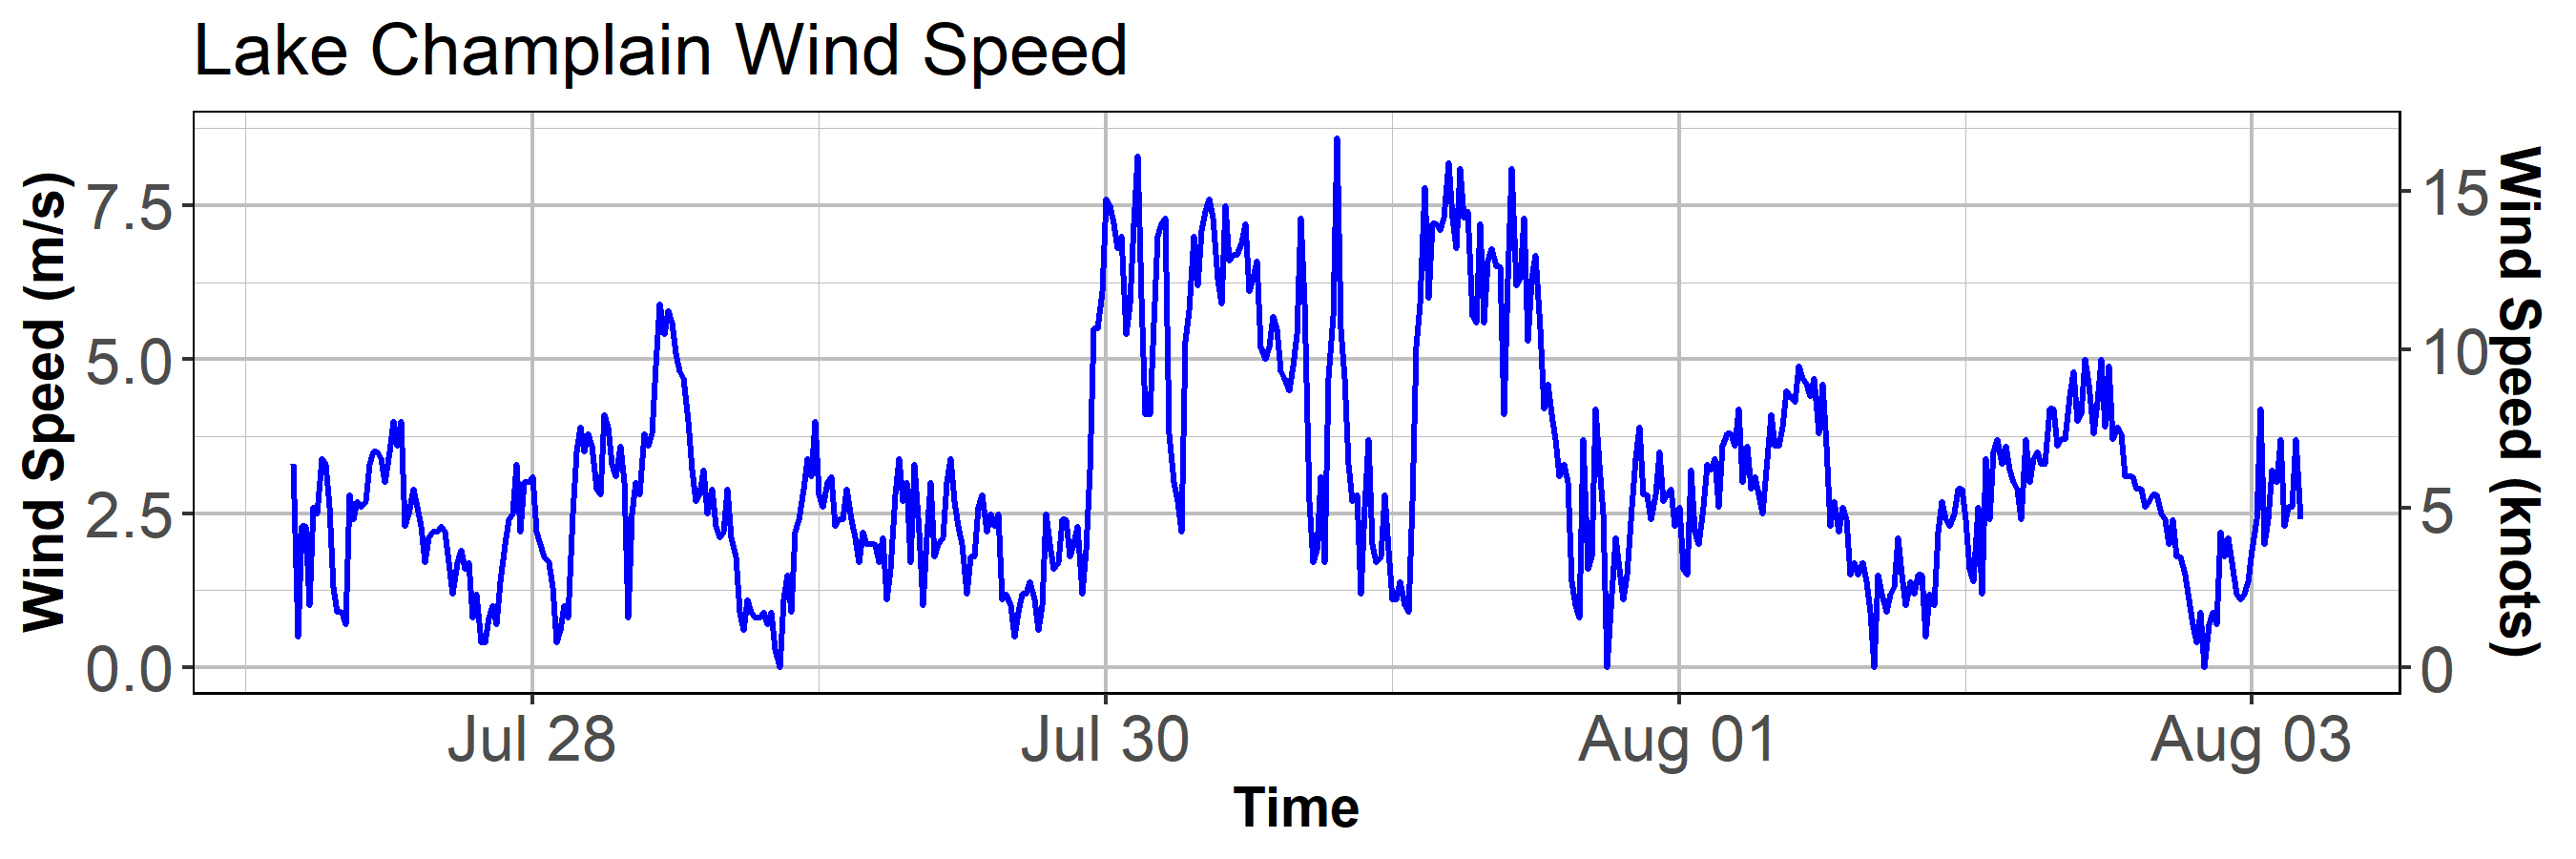 Lake Champlain Wind Speed
Wind Speed (m/s)
7.5
5.0
2.5
0.0
15
10
5
0
Wind Speed (knots)
Jul 28
Jul 30
Aug 01
Aug 03
Time